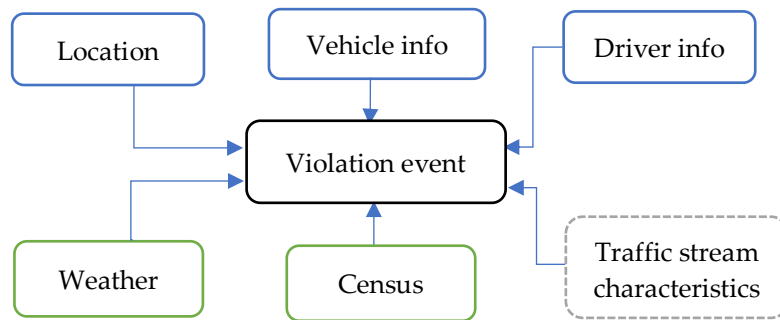 Location
Vehicle info
Driver info
Violation event
Weather
Census
Traffic stream
characteristics